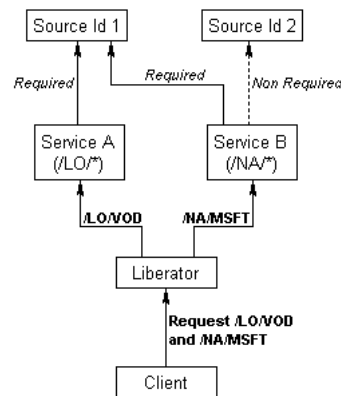 Source Id 1
Source Id 2
Required
Required
Non Required
Service A
(/LO/*)
Service B
(/NA/*)
/LO/VOD
/NA/MSFT
Liberator
Request /LO/VOD
and /NA/MSFT
Client